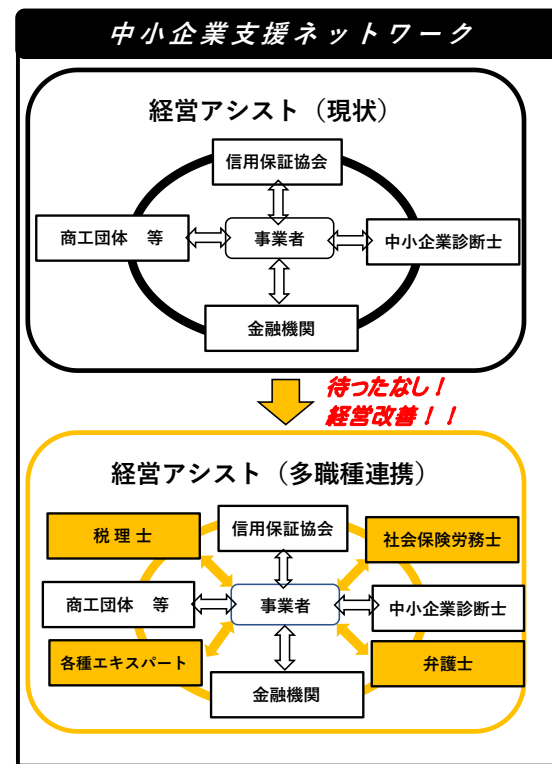 中小企業支援ネットワーク
経営アシスト（現状）
信用保証協会
商工団体　等
事業者
中小企業診断士
金融機関
待ったなし！
経営改善！！
経営アシスト（多職種連携）
税理士
信用保証協会
社会保険労務士
商工団体　等
事業者
中小企業診断士
各種エキスパート
弁護士
金融機関